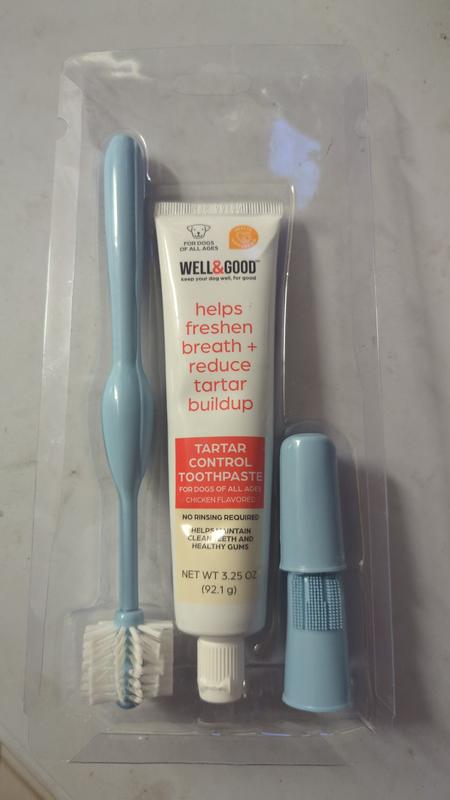 FOR DOGS
OF ALL AGES
WELL&GOOD™
keep your dog well, for good
helps
freshen
breath +
reduce
tartar
buildup
TARTAR
CONTROL
TOOTHPASTE
FOR DOGS OF ALL AGES
CHICKEN FLAVORED
NO RINSING REQUIRED
HELPS MAINTAIN
CLEAN TEETH AND
HEALTHY GUMS
NET WT 3.25 OZ
(92.1 g)